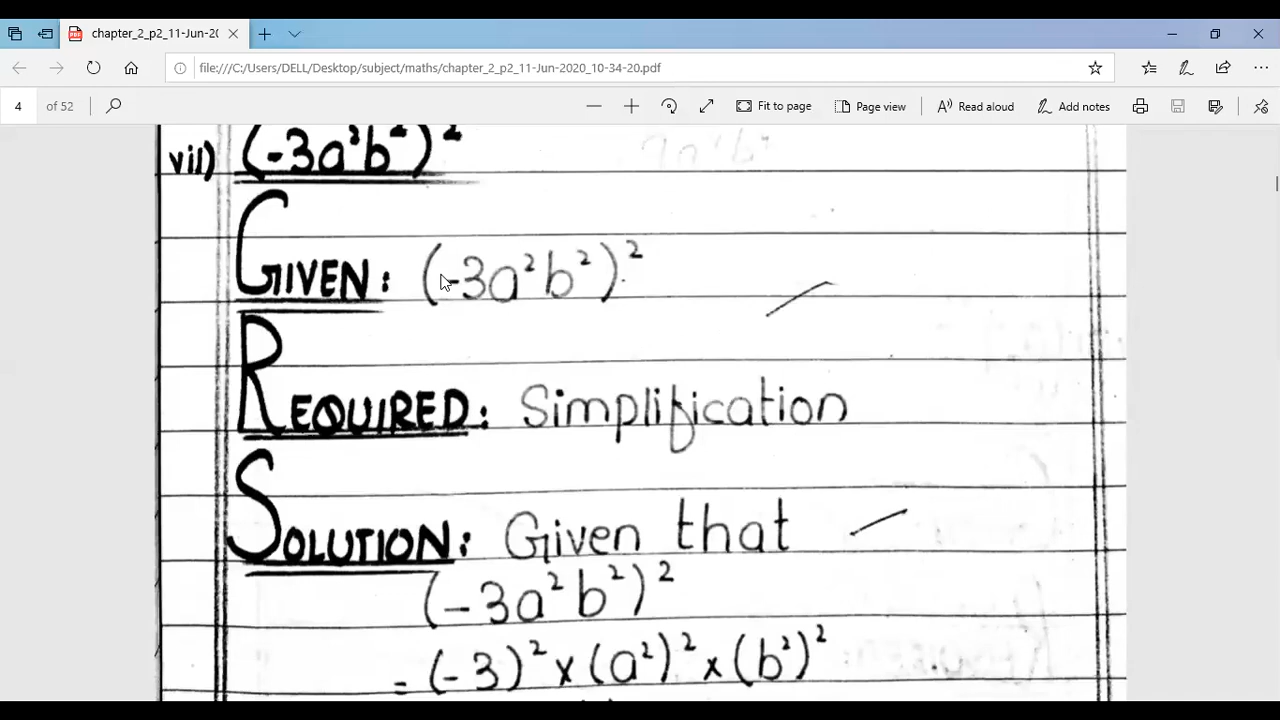 chapter_2_p2_11-Jun-20
file:///C:/Users/DELL/Desktop/subject/maths/chapter_2_p2_11-Jun-2020_10-34-20.pdf
4 of 52 Fit to page Page view Read aloud Add notes
vii) (-3a²b²)²
GIVEN: (-3a²b²)²
REQUIRED: Simplification
SOLUTION: Given that
(-3a²b²)²
= (-3)² × (a²)² × (b²)²